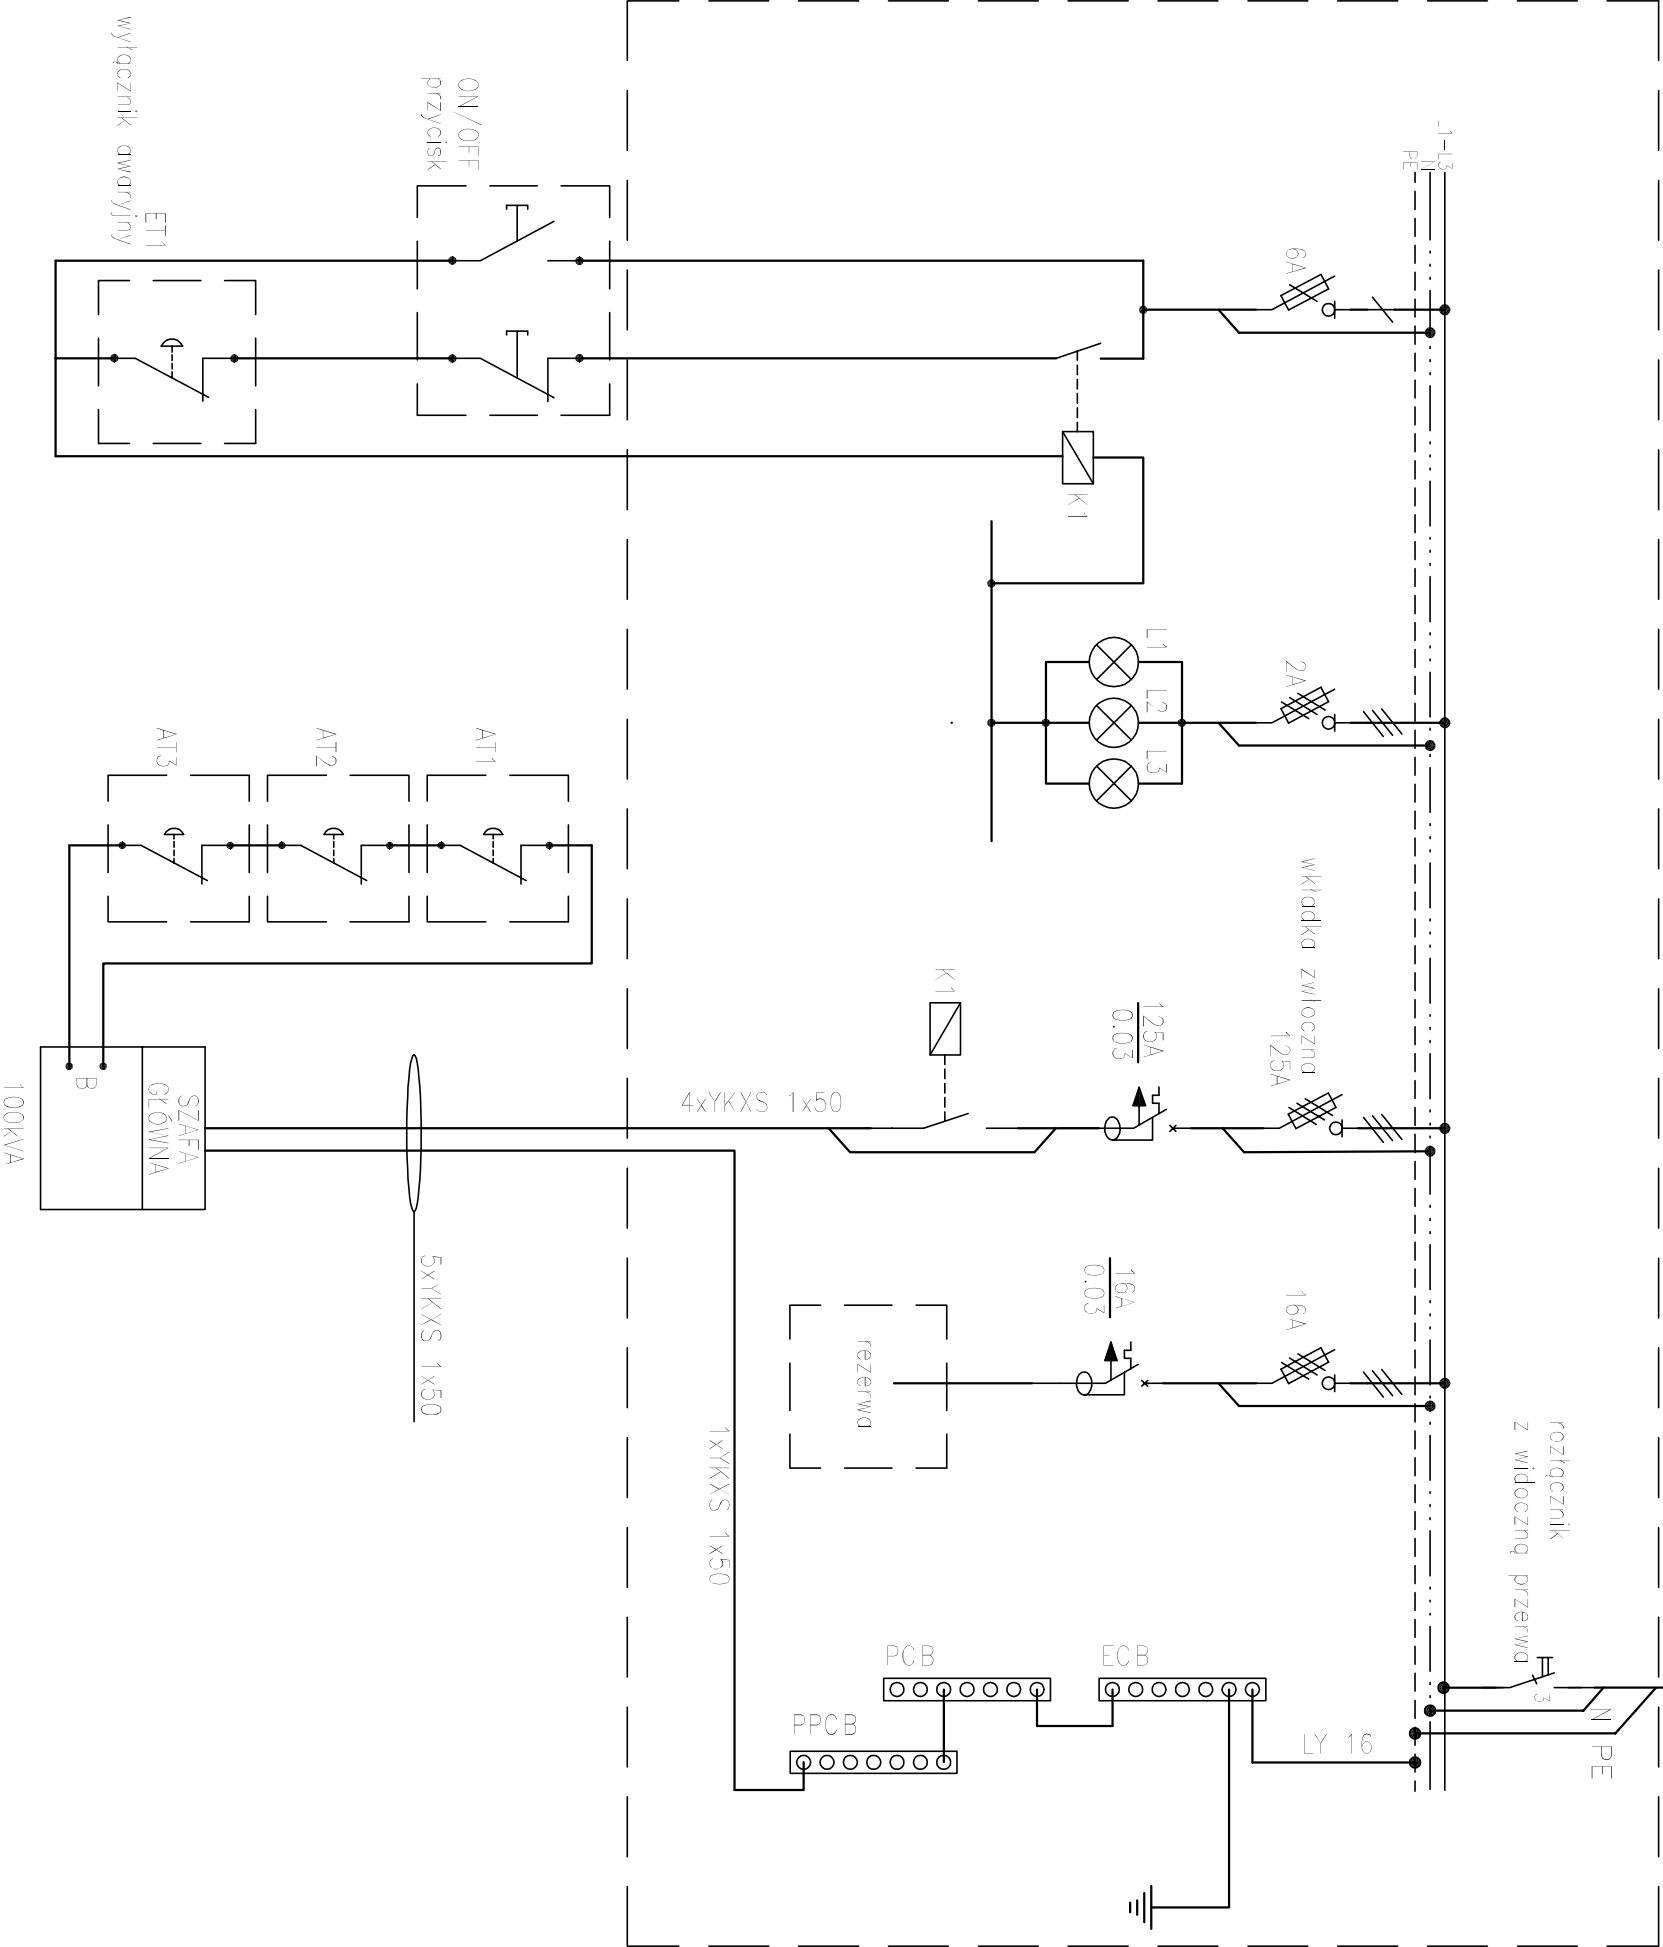 -1-L3
N
PE
6A
ON/OFF
przycisk
ET1
wyłącznik awaryjny
K1
L1
L2
L3
2A
AT1
AT2
AT3
wkładka zwłoczna
125A
125A
0.03
K1
4xYKXS 1x50
B
SZAFA
GŁÓWNA
100kVA
5xYKXS 1x50
16A
16A
0.03
rezerwa
1xYKXS 1x50
rozłącznik
z widoczną przerwą
3
N
PE
PCB
ECB
PPCB
LY 16